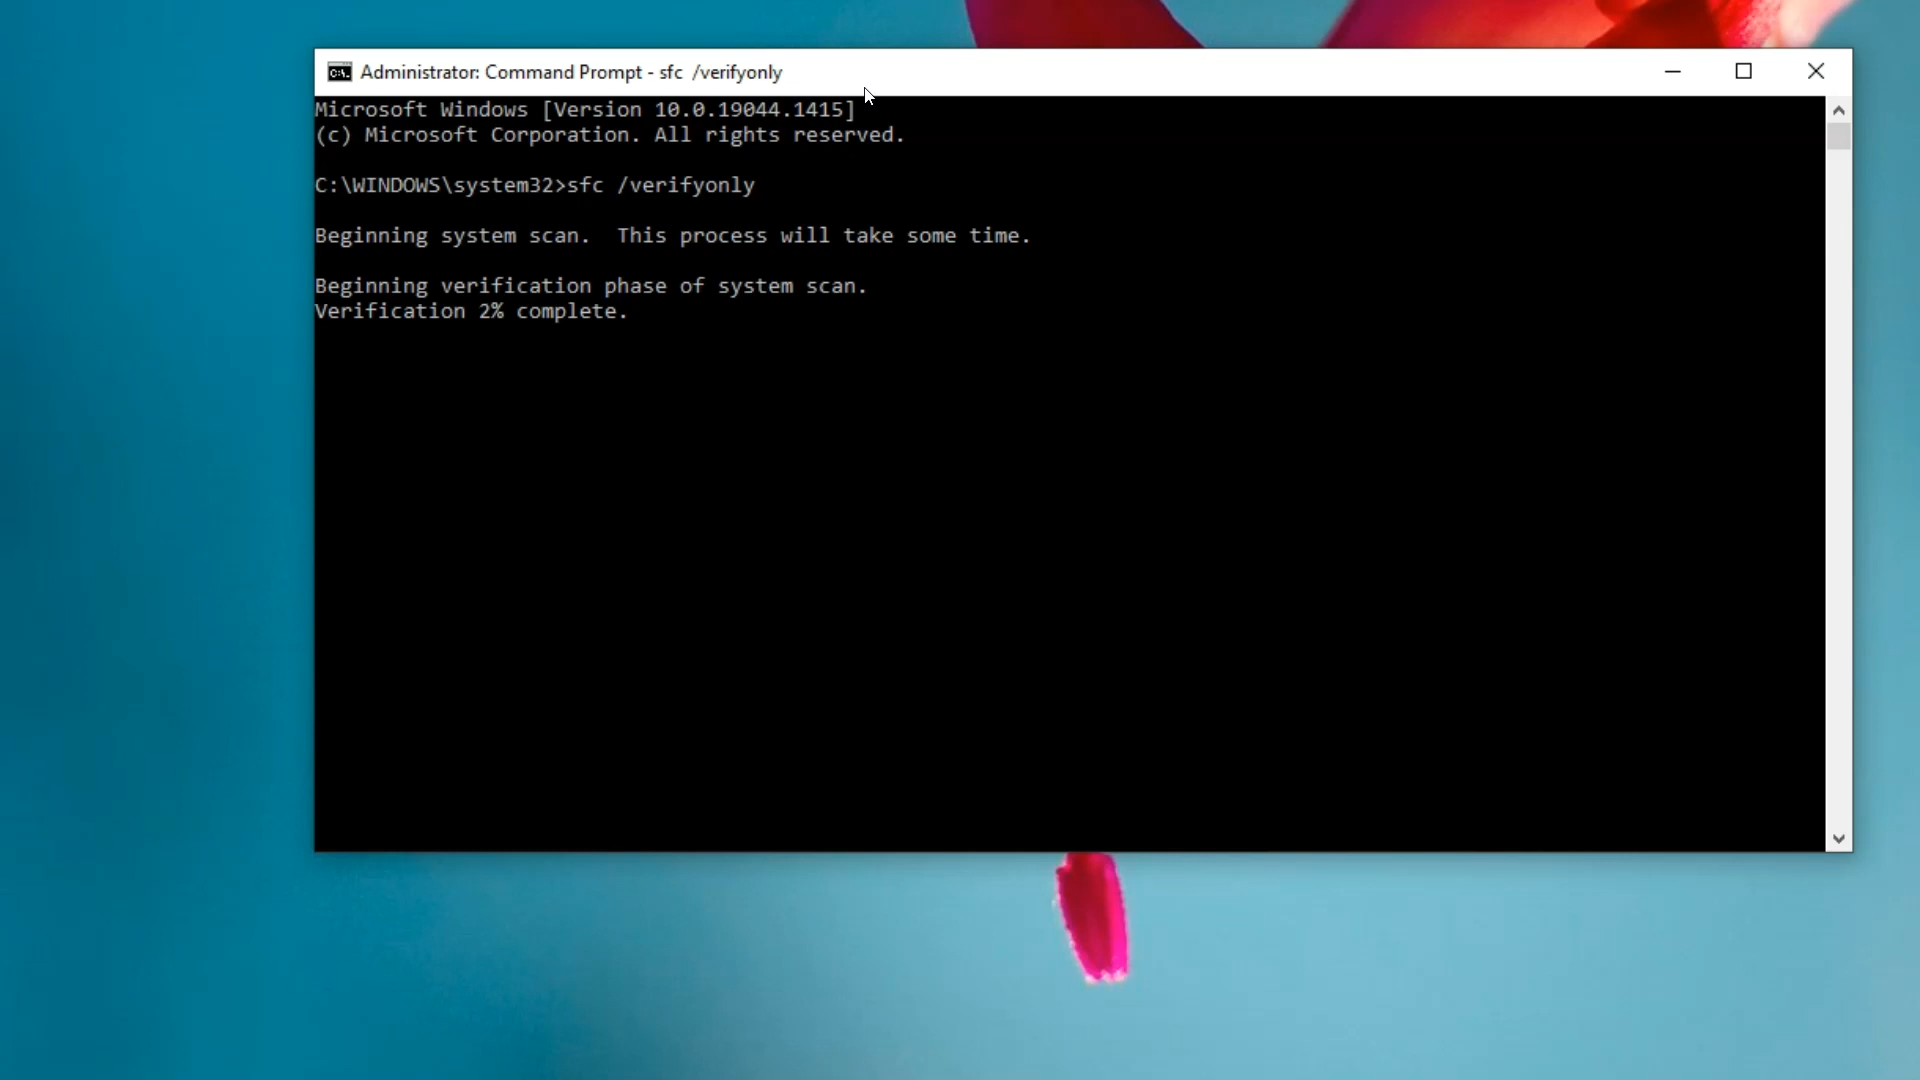 Administrator: Command Prompt - sfc  /verifyonly
Microsoft Windows [Version 10.0.19044.1415]
(c) Microsoft Corporation. All rights reserved.
C:\WINDOWS\system32>sfc /verifyonly
Beginning system scan.  This process will take some time.
Beginning verification phase of system scan.
Verification 2% complete.